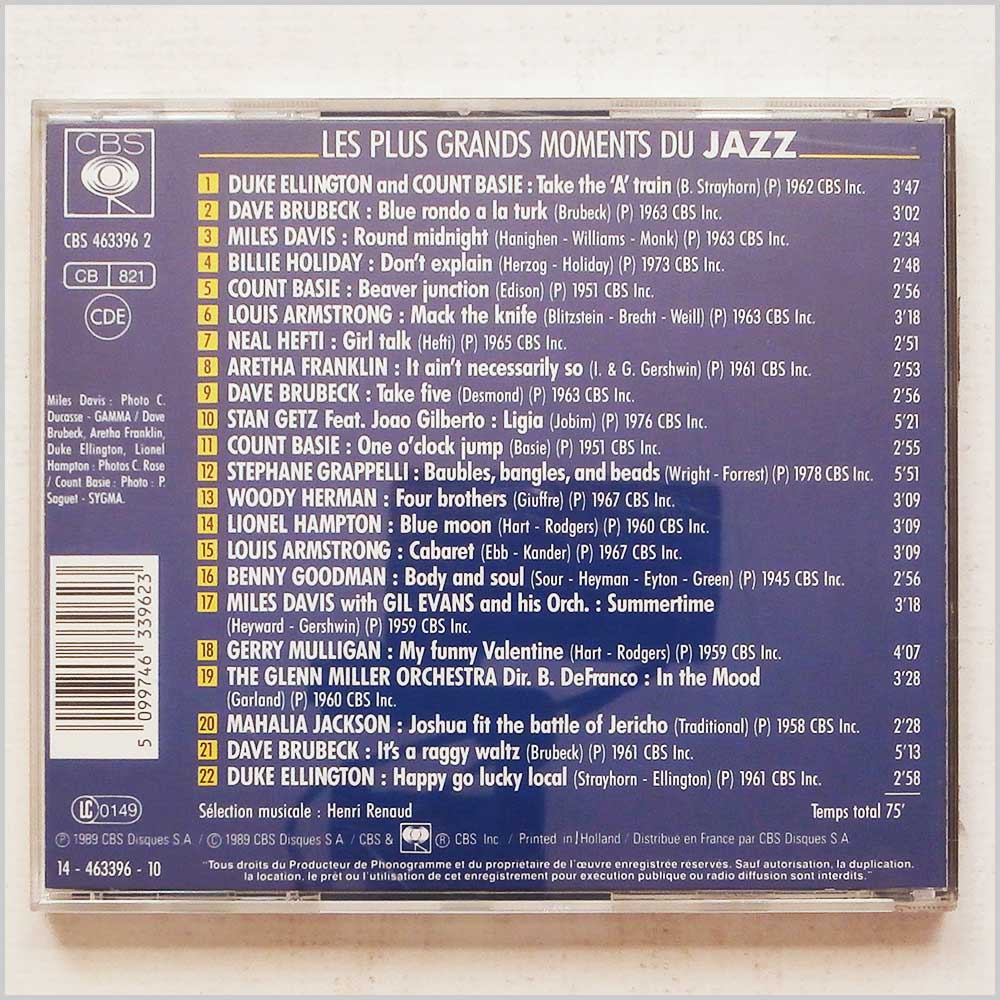 LES PLUS GRANDS MOMENTS DU JAZZ
CBS
CBS 463396 2
CB 821
CDE
1 DUKE ELLINGTON and COUNT BASIE : Take the 'A' train (B. Strayhorn) (P) 1962 CBS Inc. 3'47
2 DAVE BRUBECK : Blue rondo a la turk (Brubeck) (P) 1963 CBS Inc. 3'02
3 MILES DAVIS : Round midnight (Hanighen - Williams - Monk) (P) 1963 CBS Inc. 2'34
4 BILLIE HOLIDAY : Don't explain (Herzog - Holiday) (P) 1973 CBS Inc. 2'48
5 COUNT BASIE : Beaver junction (Edison) (P) 1951 CBS Inc. 2'56
6 LOUIS ARMSTRONG : Mack the knife (Blitzstein - Brecht - Weill) (P) 1963 CBS Inc. 3'18
7 NEAL HEFTI : Girl talk (Hefti) (P) 1965 CBS Inc. 2'51
8 ARETHA FRANKLIN : It ain't necessarily so (I. & G. Gershwin) (P) 1961 CBS Inc. 2'53
9 DAVE BRUBECK : Take five (Desmond) (P) 1963 CBS Inc. 2'56
10 STAN GETZ Feat. Joao Gilberto : Ligia (Jobim) (P) 1976 CBS Inc. 5'21
11 COUNT BASIE : One o'clock jump (Basie) (P) 1951 CBS Inc. 2'55
12 STEPHANE GRAPPELLI : Baubles, bangles, and beads (Wright - Forrest) (P) 1978 CBS Inc. 5'51
13 WOODY HERMAN : Four brothers (Giuffre) (P) 1967 CBS Inc. 3'09
14 LIONEL HAMPTON : Blue moon (Hart - Rodgers) (P) 1960 CBS Inc. 3'09
15 LOUIS ARMSTRONG : Cabaret (Ebb - Kander) (P) 1967 CBS Inc. 3'09
16 BENNY GOODMAN : Body and soul (Sour - Heyman - Eyton - Green) (P) 1945 CBS Inc. 2'56
17 MILES DAVIS with GIL EVANS and his Orch. : Summertime 3'18
(Heyward - Gershwin) (P) 1959 CBS Inc.
18 GERRY MULLIGAN : My funny Valentine (Hart - Rodgers) (P) 1959 CBS Inc. 4'07
19 THE GLENN MILLER ORCHESTRA Dir. B. DeFranco : In the Mood 3'28
(Garland) (P) 1960 CBS Inc.
20 MAHALIA JACKSON : Joshua fit the battle of Jericho (Traditional) (P) 1958 CBS Inc. 2'28
21 DAVE BRUBECK : It's a raggy waltz (Brubeck) (P) 1961 CBS Inc. 5'13
22 DUKE ELLINGTON : Happy go lucky local (Strayhorn - Ellington) (P) 1961 CBS Inc. 2'58
Miles Davis : Photo C.
Ducasse - GAMMA / Dave
Brubeck, Aretha Franklin,
Duke Ellington, Lionel
Hampton : Photos C. Rose
/ Count Basie : Photo : P.
Saguet - SYGMA.
5 099746 339623
LC 0149
Sélection musicale : Henri Renaud Temps total 75'
℗ 1989 CBS Disques S.A. / © 1989 CBS Disques S.A. / CBS & ® CBS Inc. / Printed in Holland / Distribué en France par CBS Disques S.A.
14 - 463396 - 10
"Tous droits du Producteur de Phonogramme et du propriétaire de l'œuvre enregistrée réservés. Sauf autorisation, la duplication,
la location, le prêt ou l'utilisation de cet enregistrement pour exécution publique ou radio diffusion sont interdits."